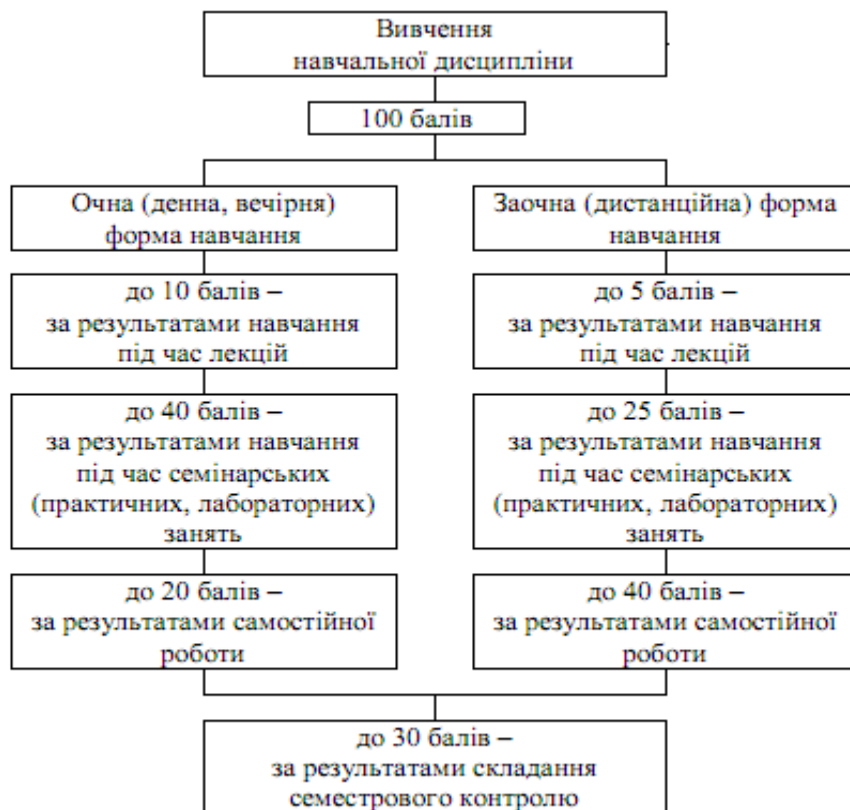 Вивчення
навчальної дисципліни
100 балів
Очна (денна, вечірня)
форма навчання
Заочна (дистанційна) форма
навчання
до 10 балів –
за результатами навчання
під час лекцій
до 5 балів –
за результатами навчання
під час лекцій
до 40 балів –
за результатами навчання
під час семінарських
(практичних, лабораторних)
занять
до 25 балів –
за результатами навчання
під час семінарських
(практичних, лабораторних)
занять
до 20 балів –
за результатами самостійної
роботи
до 40 балів –
за результатами самостійної
роботи
до 30 балів –
за результатами складання
семестрового контролю